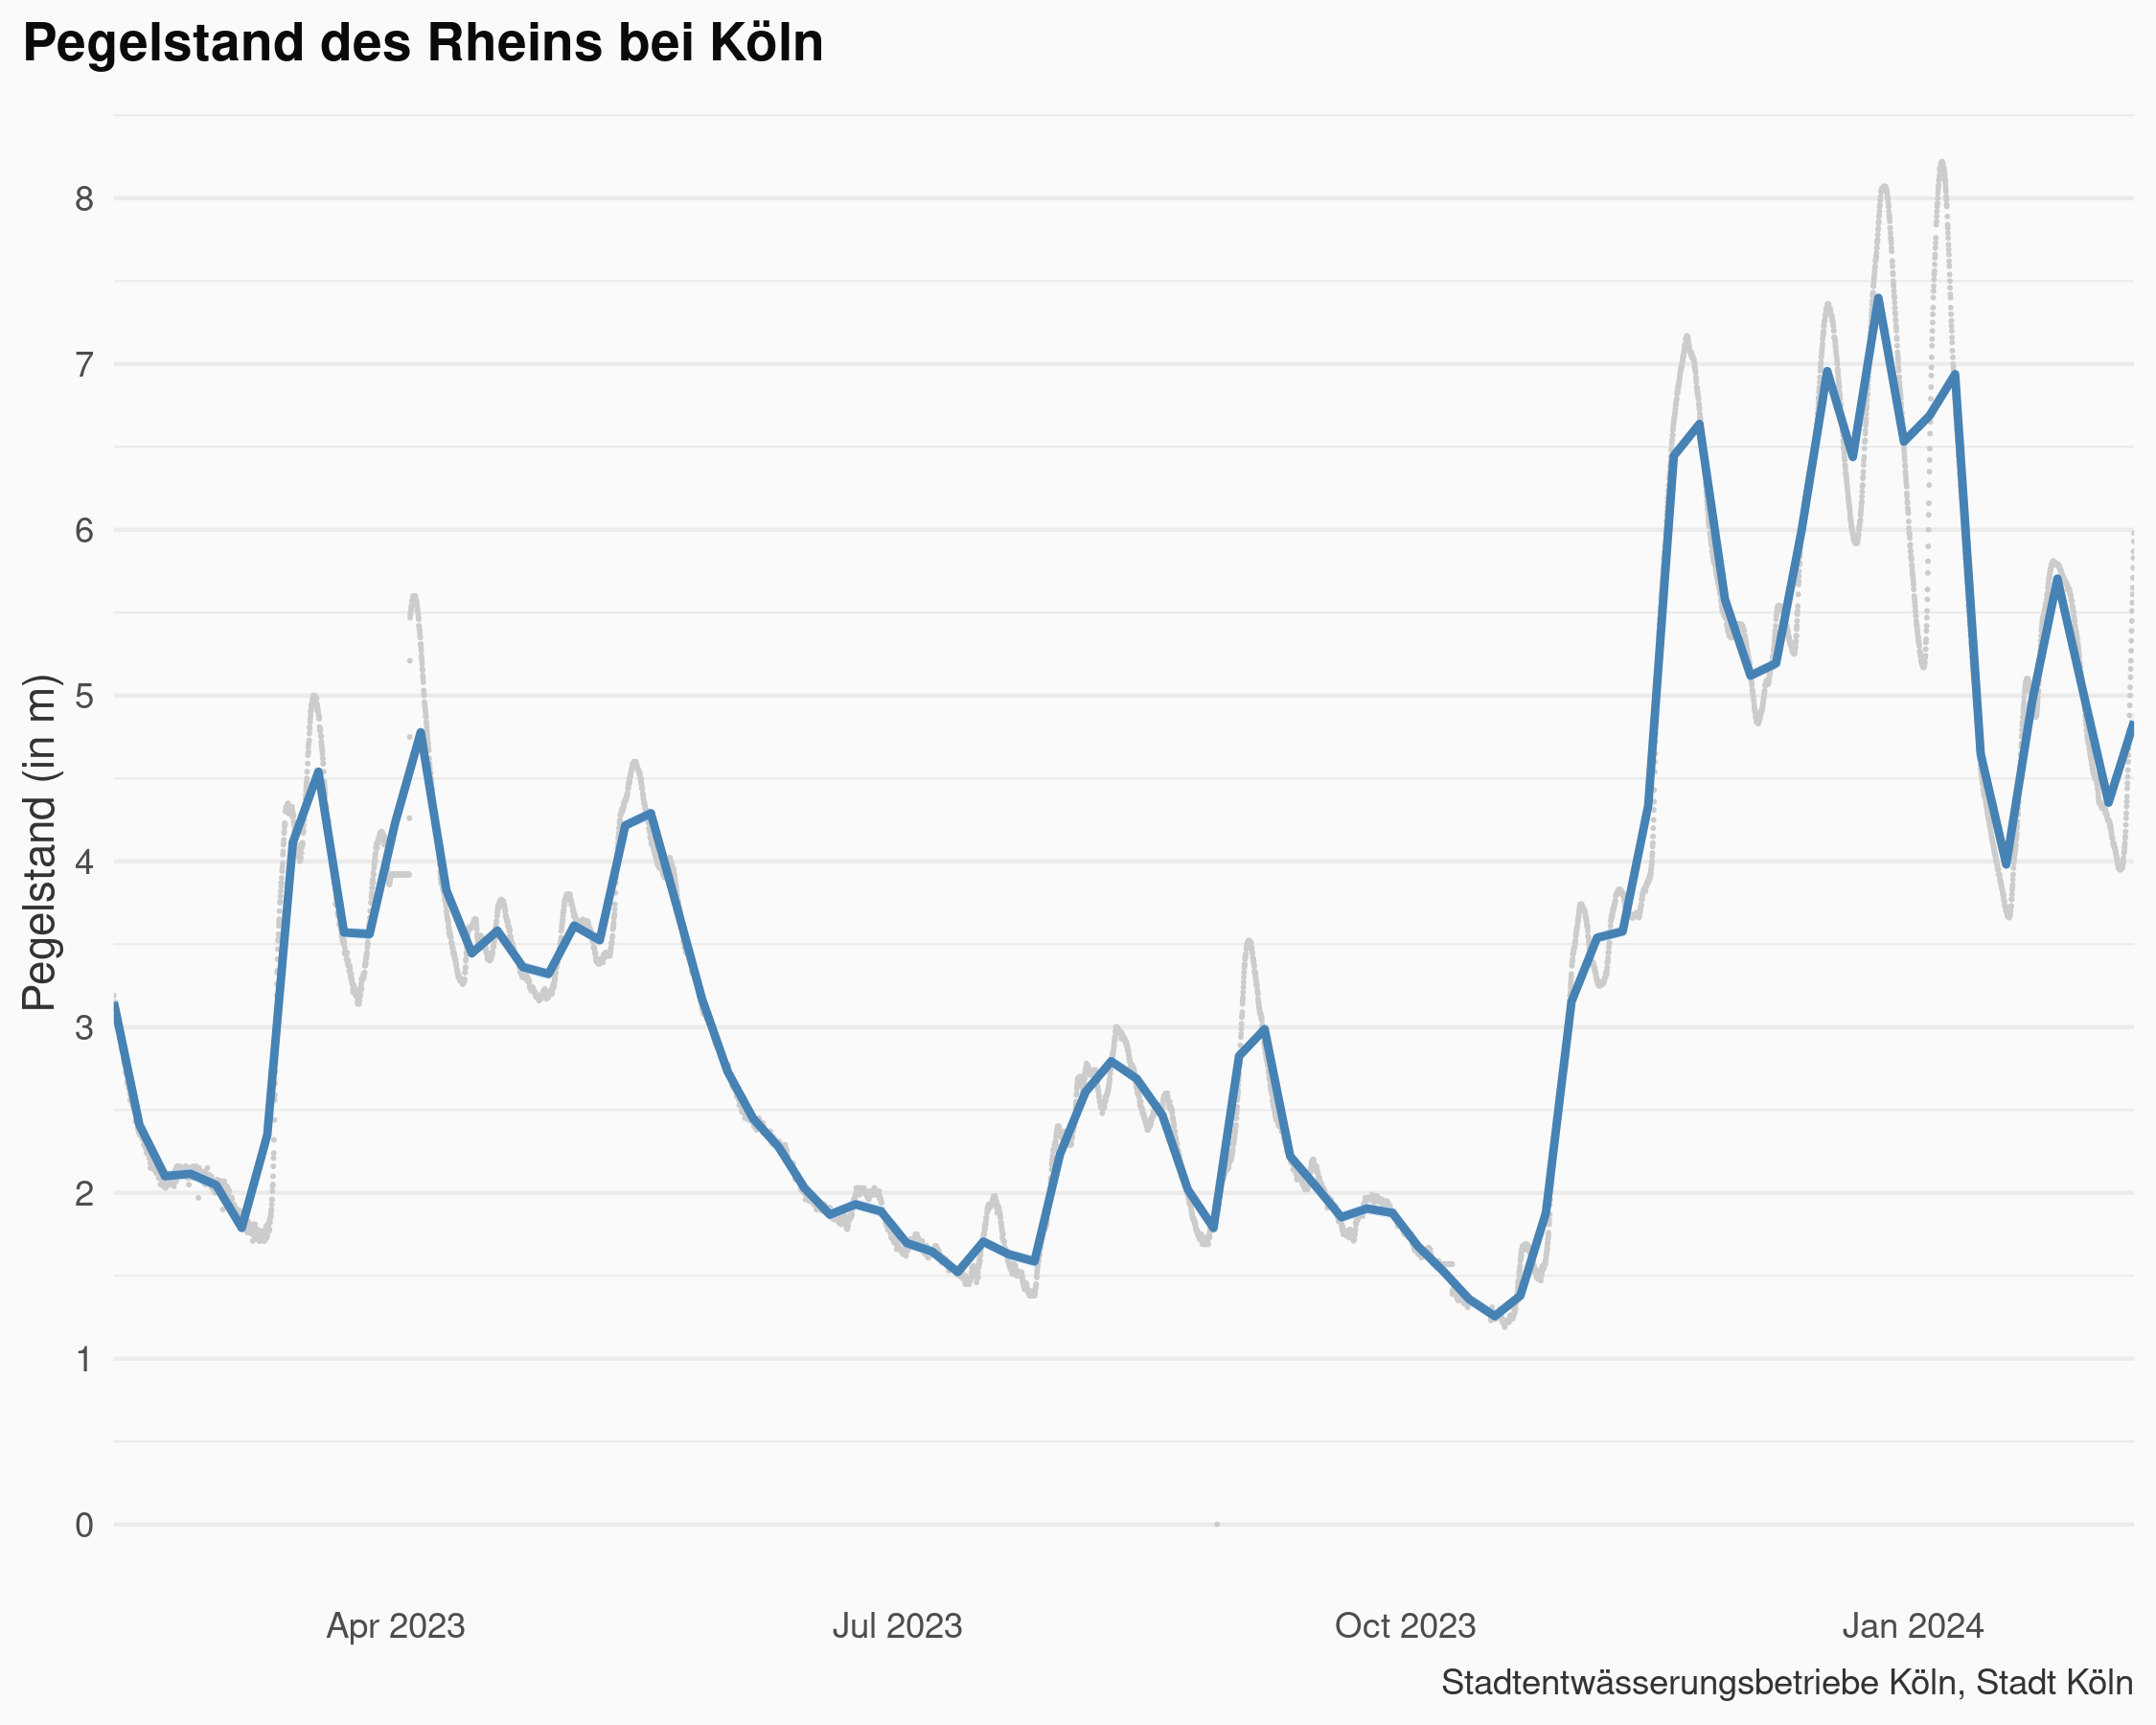 Pegelstand des Rheins bei Köln
Pegelstand (in m)
8
7
6
5
4
3
2
1
0
Apr 2023
Jul 2023
Oct 2023
Jan 2024
Stadtentwässerungsbetriebe Köln, Stadt Köln